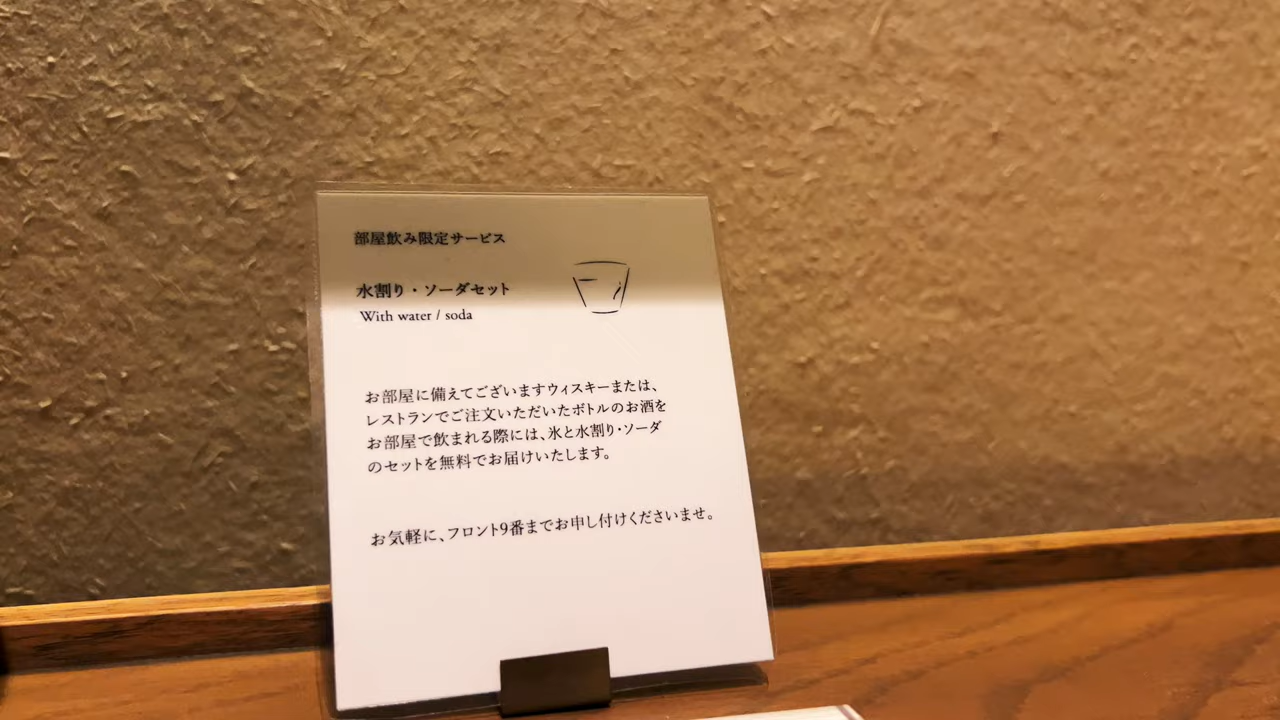 部屋飲み限定サービス
水割り・ソーダセット
With water / soda
お部屋に備えてございますウィスキーまたは、
レストランでご注文いただいたボトルのお酒を
お部屋で飲まれる際には、氷と水割り・ソーダ
のセットを無料でお届けいたします。
お気軽に、フロント9番までお申し付けくださいませ。